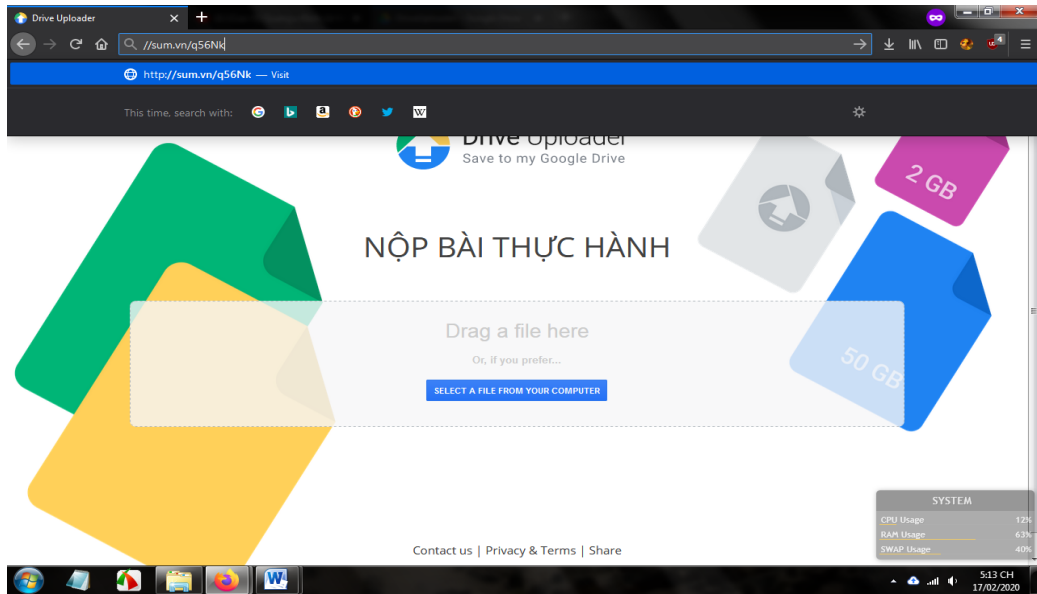 Drive Uploader
//sum.vn/q56Nk
4
http://sum.vn/q56Nk — Visit
This time, search with:
Drive Uploader
Save to my Google Drive
2 GB
NỘP BÀI THỰC HÀNH
Drag a file here
Or, if you prefer...
50 GB
SELECT A FILE FROM YOUR COMPUTER
SYSTEM
CPU Usage 12%
RAM Usage 63%
SWAP Usage 40%
Contact us | Privacy & Terms | Share
5:13 CH
17/02/2020